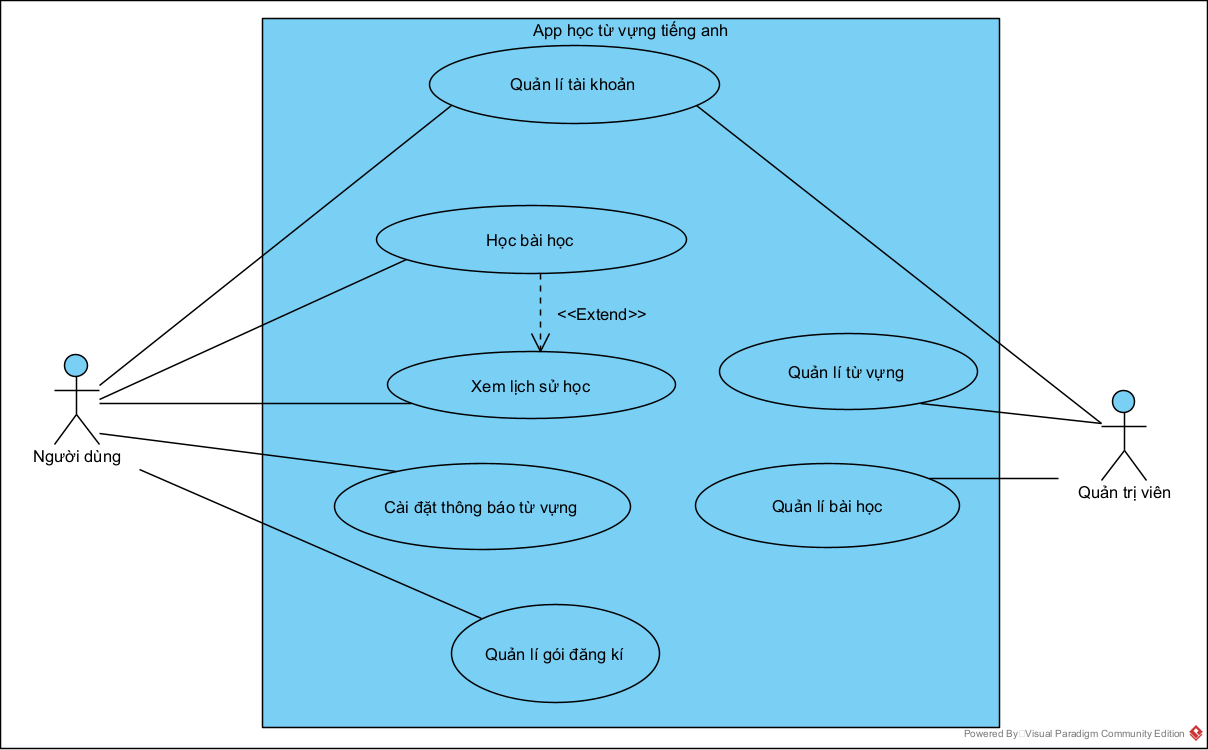 App học từ vựng tiếng anh
Quản lí tài khoản
Học bài học
<<Extend>>
Xem lịch sử học
Quản lí từ vựng
Người dùng
Cài đặt thông báo từ vựng
Quản lí bài học
Quản trị viên
Quản lí gói đăng kí
Powered By Visual Paradigm Community Edition